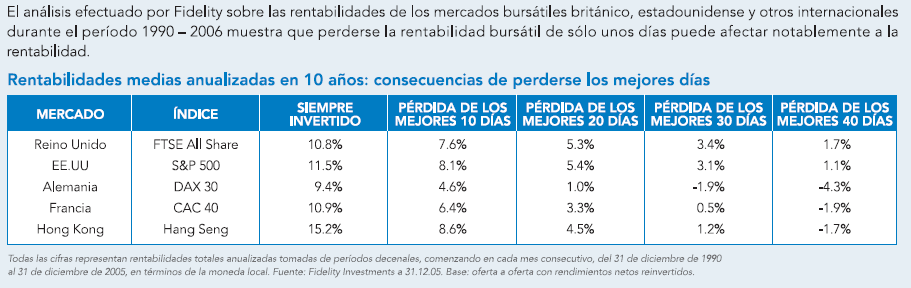 El análisis efectuado por Fidelity sobre las rentabilidades de los mercados bursátiles británico, estadounidense y otros internacionales
durante el período 1990 – 2006 muestra que perderse la rentabilidad bursátil de sólo unos días puede afectar notablemente a la
rentabilidad.
Rentabilidades medias anualizadas en 10 años: consecuencias de perderse los mejores días
MERCADO ÍNDICE SIEMPRE INVERTIDO PÉRDIDA DE LOS MEJORES 10 DÍAS PÉRDIDA DE LOS MEJORES 20 DÍAS PÉRDIDA DE LOS MEJORES 30 DÍAS PÉRDIDA DE LOS MEJORES 40 DÍAS
Reino Unido FTSE All Share 10.8% 7.6% 5.3% 3.4% 1.7%
EE.UU S&P 500 11.5% 8.1% 5.4% 3.1% 1.1%
Alemania DAX 30 9.4% 4.6% 1.0% -1.9% -4.3%
Francia CAC 40 10.9% 6.4% 3.3% 0.5% -1.9%
Hong Kong Hang Seng 15.2% 8.6% 4.5% 1.2% -1.7%
Todas las cifras representan rentabilidades totales anualizadas tomadas de períodos decenales, comenzando en cada mes consecutivo, del 31 de diciembre de 1990
al 31 de diciembre de 2005, en términos de la moneda local. Fuente: Fidelity Investments a 31.12.05. Base: oferta a oferta con rendimientos netos reinvertidos.